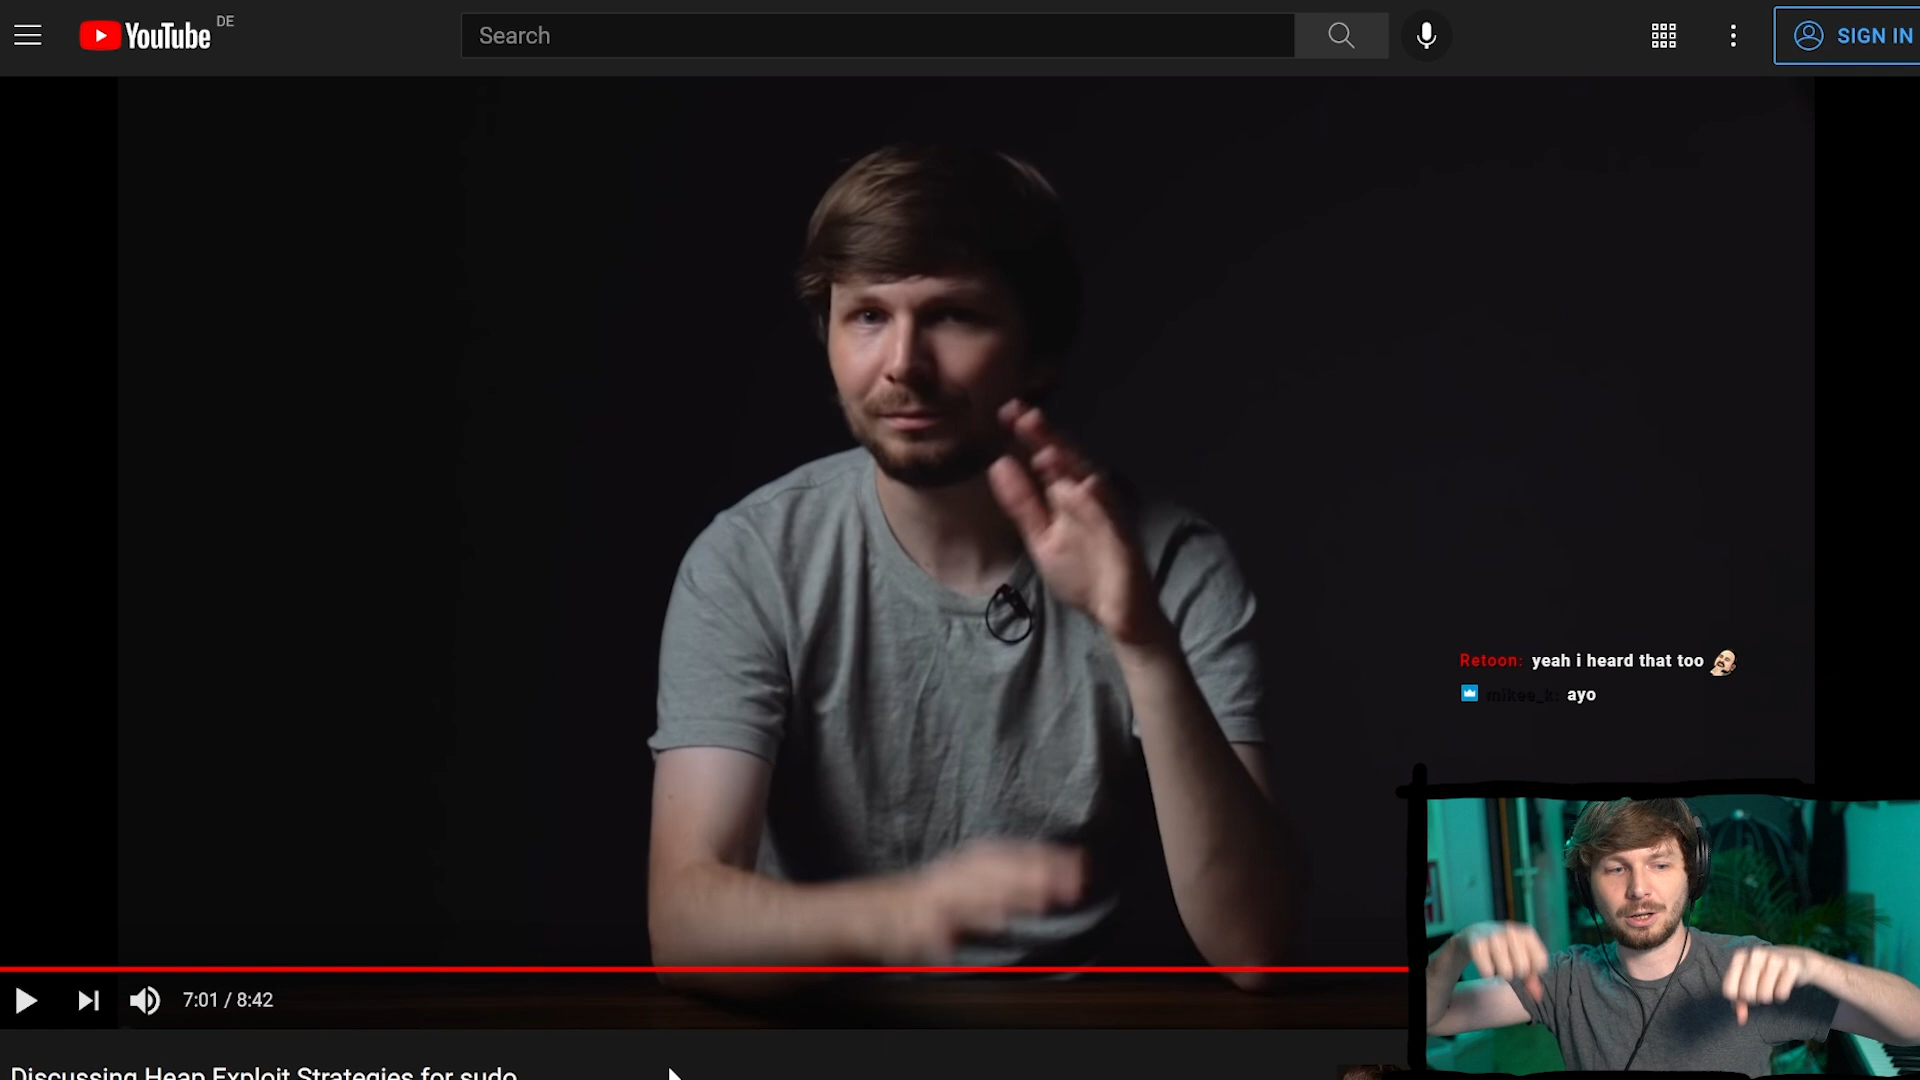 YouTube DE
Search
SIGN IN
Retoon: yeah i heard that too
mikee_k: ayo
7:01 / 8:42
Discussing Heap Exploit Strategies for sudo